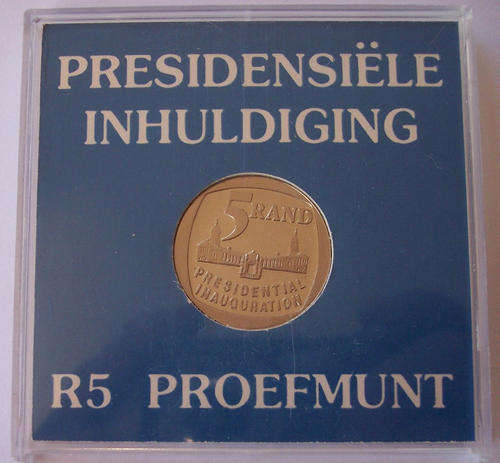 PRESIDENSIËLE
INHULDIGING
5 RAND
PRESIDENTIAL
INAUGURATION
R5 PROEFMUNT